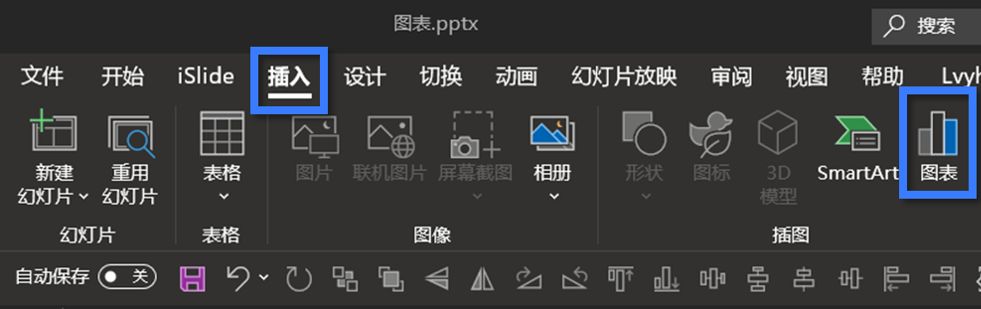 图表.pptx
搜索
文件 开始 iSlide 插入 设计 切换 动画 幻灯片放映 审阅 视图 帮助 Lvyh
新建
幻灯片
重用
幻灯片
表格
图片
联机图片
屏幕截图
相册
形状
图标
3D
模型
SmartArt
图表
幻灯片 表格 图像 插图
自动保存 关